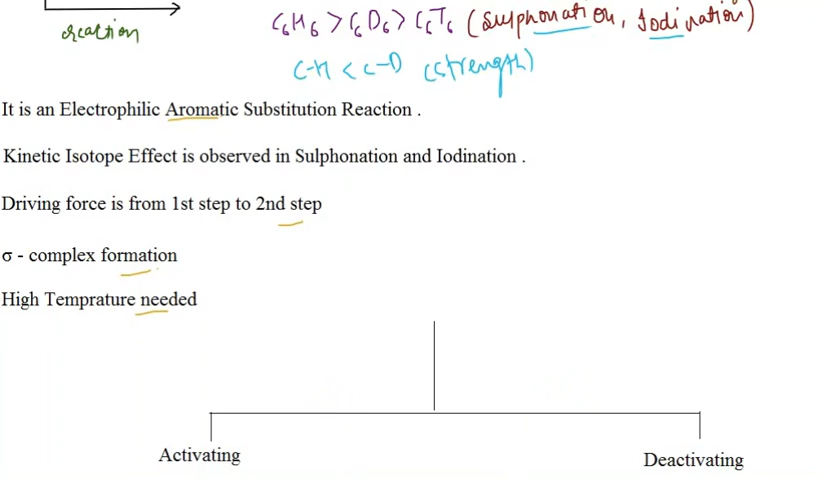 reaction
C6H6 > C6D6 > C6T6 (Sulphonation, Iodination)
C-H < C-D (strength)
It is an Electrophilic Aromatic Substitution Reaction .
Kinetic Isotope Effect is observed in Sulphonation and Iodination .
Driving force is from 1st step to 2nd step
σ - complex formation
High Temprature needed
Activating
Deactivating